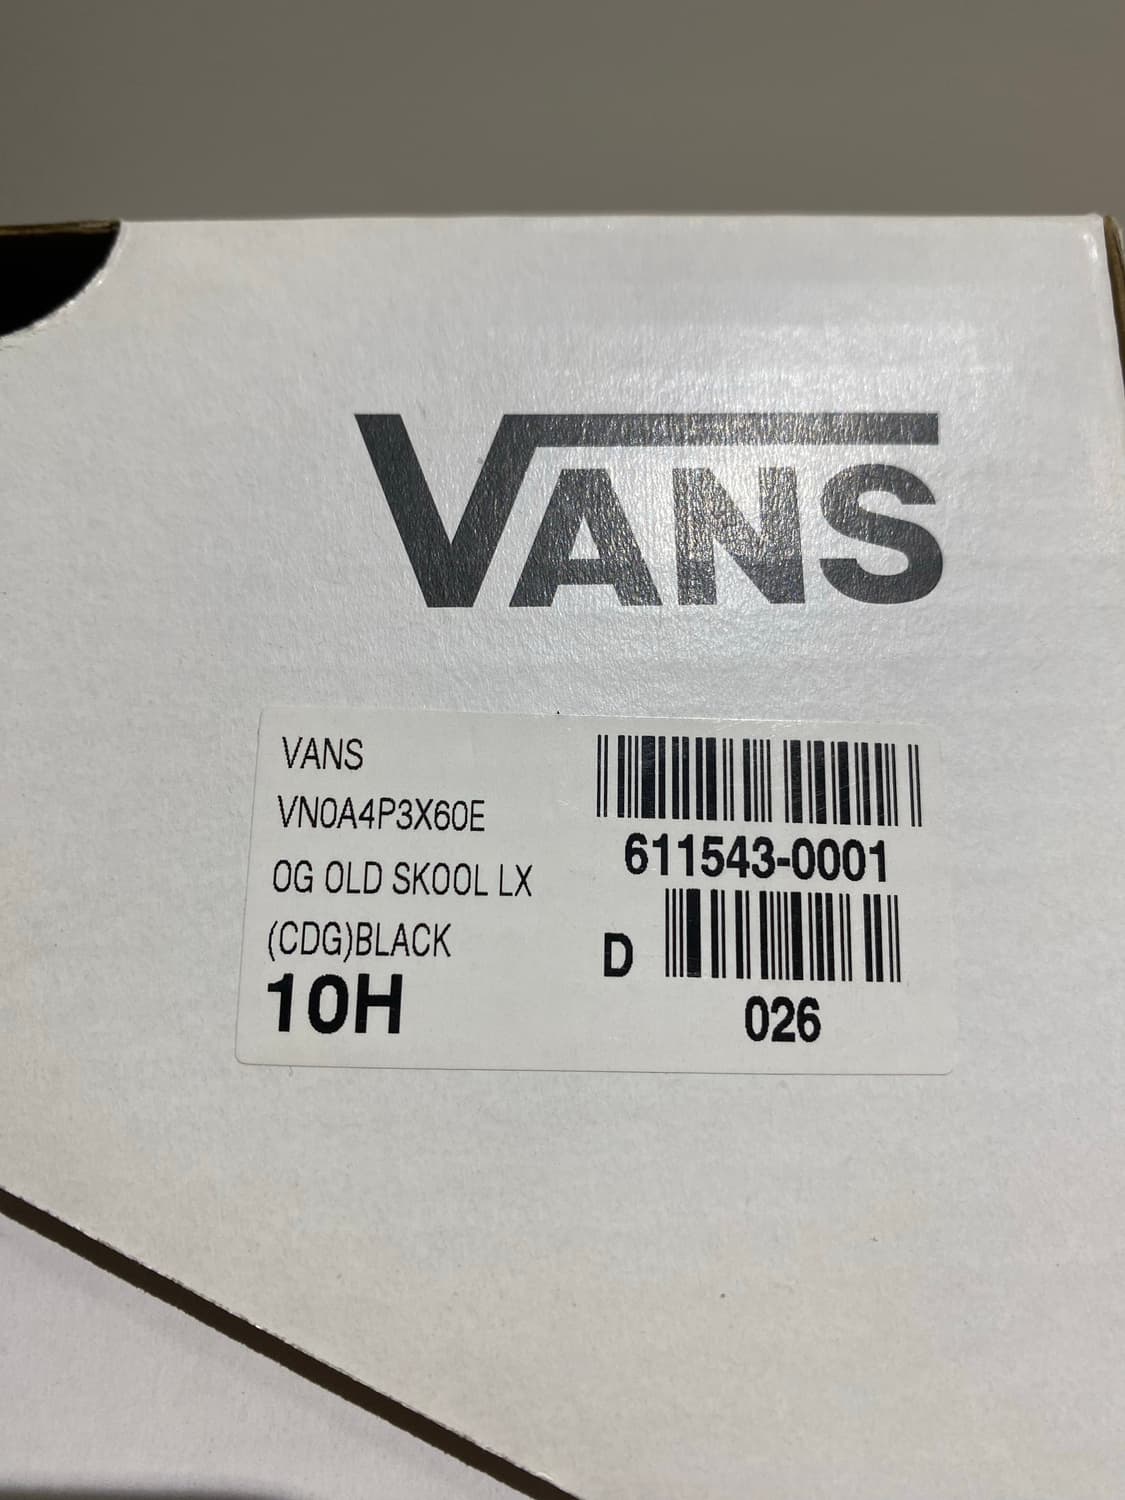 VANS
VANS
VN0A4P3X60E
OG OLD SKOOL LX
(CDG)BLACK
10H
611543-0001
D
026